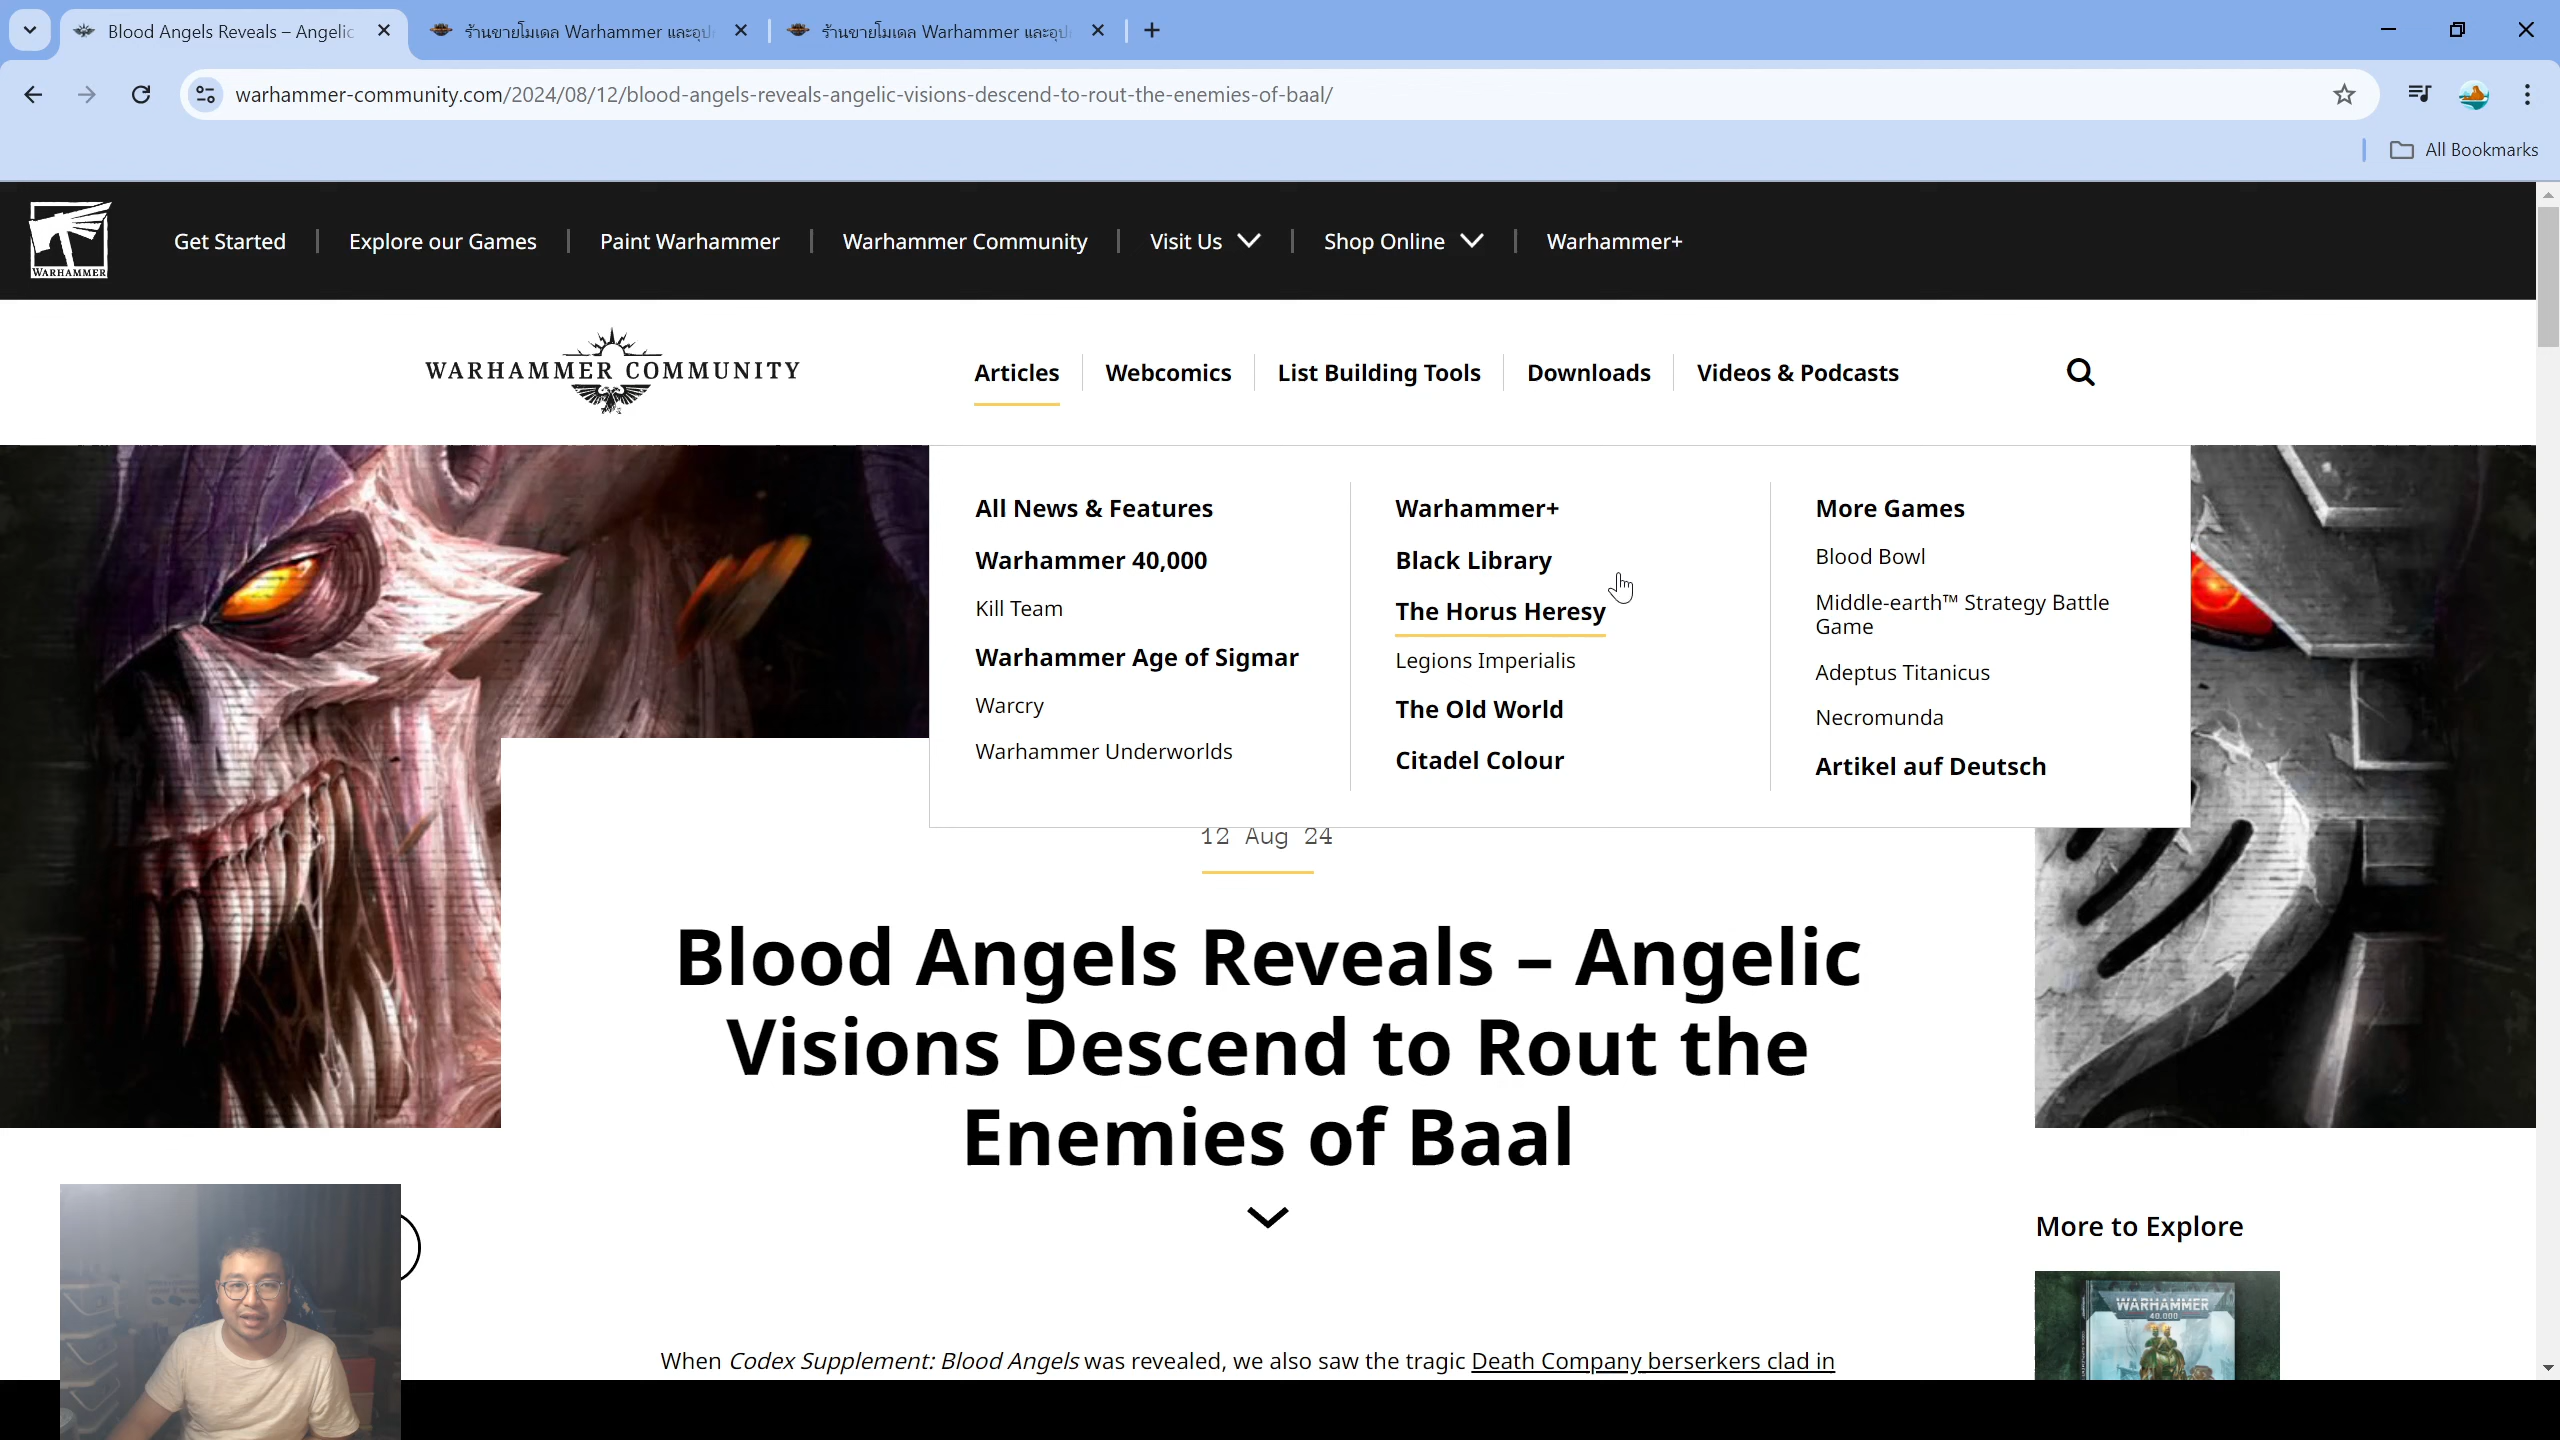 Blood Angels Reveals – Angelic
ร้านขายโมเดล Warhammer และอุป
ร้านขายโมเดล Warhammer และอุป
warhammer-community.com/2024/08/12/blood-angels-reveals-angelic-visions-descend-to-rout-the-enemies-of-baal/
All Bookmarks
WARHAMMER
Get Started
Explore our Games
Paint Warhammer
Warhammer Community
Visit Us
Shop Online
Warhammer+
WARHAMMER COMMUNITY
Articles
Webcomics
List Building Tools
Downloads
Videos & Podcasts
All News & Features
Warhammer 40,000
Kill Team
Warhammer Age of Sigmar
Warcry
Warhammer Underworlds
Warhammer+
Black Library
The Horus Heresy
Legions Imperialis
The Old World
Citadel Colour
More Games
Blood Bowl
Middle-earth™ Strategy Battle
Game
Adeptus Titanicus
Necromunda
Artikel auf Deutsch
12 Aug 24
Blood Angels Reveals – Angelic
Visions Descend to Rout the
Enemies of Baal
More to Explore
WARHAMMER
40,000
When Codex Supplement: Blood Angels was revealed, we also saw the tragic Death Company berserkers clad in